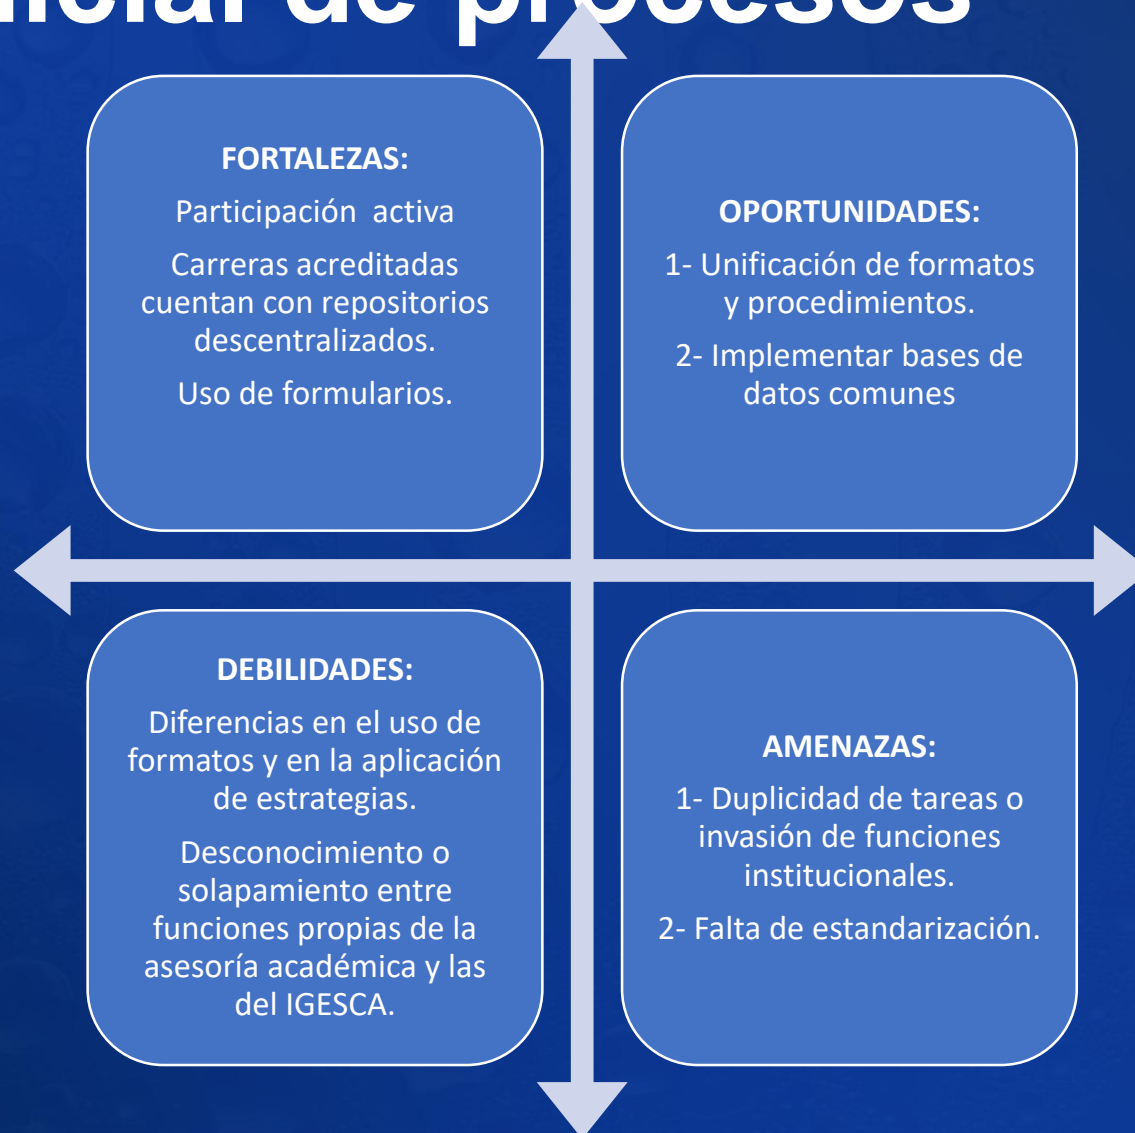 de procesos
FORTALEZAS:
Participación activa
Carreras acreditadas
cuentan con repositorios
descentralizados.
Uso de formularios.
OPORTUNIDADES:
1- Unificación de formatos
y procedimientos.
2- Implementar bases de
datos comunes
DEBILIDADES:
Diferencias en el uso de
formatos y en la aplicación
de estrategias.
Desconocimiento o
solapamiento entre
funciones propias de la
asesoría académica y las
del IGESCA.
AMENAZAS:
1- Duplicidad de tareas o
invasión de funciones
institucionales.
2- Falta de estandarización.